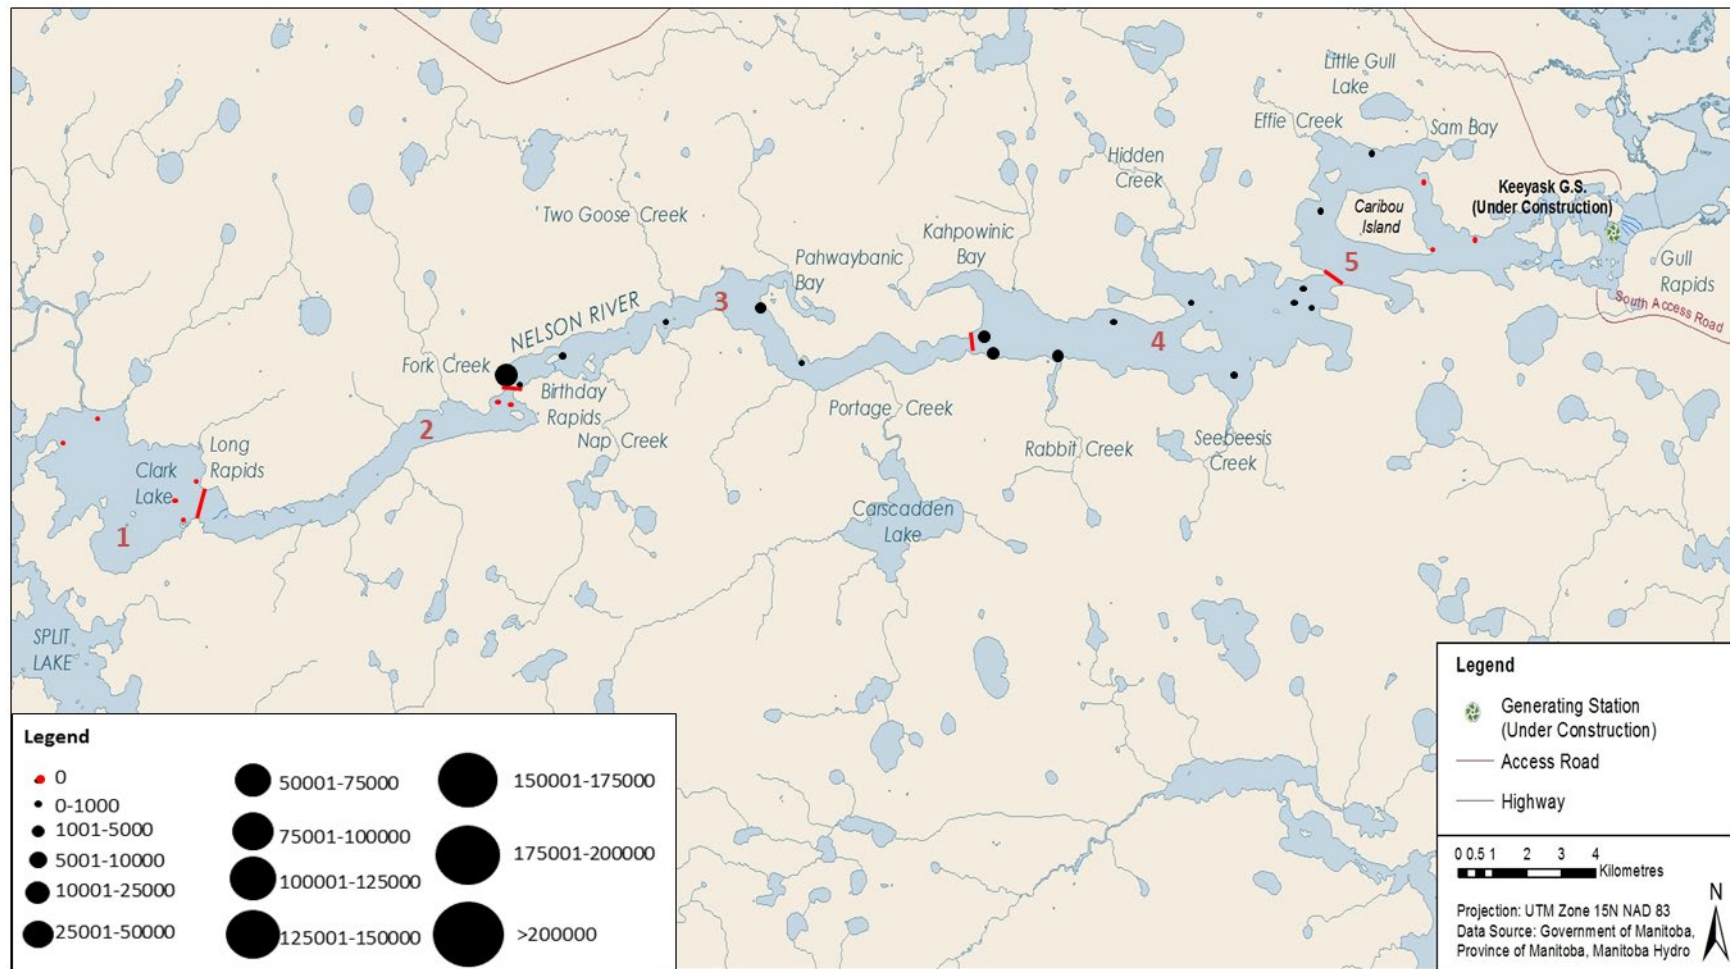 Little Gull
Lake
Effie Creek
Sam Bay
Hidden
Creek
Keeyask G.S.
(Under Construction)
Caribou
Island
Two Goose Creek
Kahpowinic
Bay
Pahwaybanic
Bay
5
Gull
Rapids
South Access Road
3
NELSON RIVER
4
Fork Creek
Birthday
Rapids
Portage Creek
2
Nap Creek
Rabbit Creek
Seebeesis
Creek
Long
Rapids
Clark
Lake
1
Carscadden
Lake
SPLIT
LAKE
Legend
0
0-1000
1001-5000
5001-10000
10001-25000
25001-50000
50001-75000
75001-100000
100001-125000
125001-150000
150001-175000
175001-200000
>200000
Legend
Generating Station
(Under Construction)
Access Road
Highway
0 0.5 1 2 3 4
Kilometres
N
Projection: UTM Zone 15N NAD 83
Data Source: Government of Manitoba,
Province of Manitoba, Manitoba Hydro